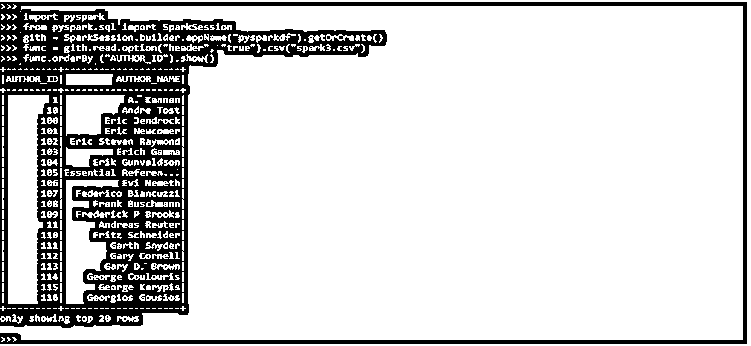 >>>
>>> import pyspark
>>> from pyspark.sql import SparkSession
>>> gith = SparkSession.builder.appName("pysparkdf").getOrCreate()
>>> func = gith.read.option("header", "true").csv("spark3.csv")
>>> func.orderBy ("AUTHOR_ID").show()
+---------+--------------------+
|AUTHOR_ID|         AUTHOR_NAME|
+---------+--------------------+
|        1|           A. Kannan|
|       10|          Andre Tost|
|      100|       Eric Jendrock|
|      101|       Eric Newcomer|
|      102| Eric Steven Raymond|
|      103|         Erich Gamma|
|      104|     Erik Gunvaldson|
|      105|Essential Referen...|
|      106|          Evi Nemeth|
|      107|  Federico Biancuzzi|
|      108|     Frank Buschmann|
|      109|  Frederick P Brooks|
|       11|      Andreas Reuter|
|      110|     Fritz Schneider|
|      111|        Garth Snyder|
|      112|        Gary Cornell|
|      113|       Gary D. Brown|
|      114|    George Coulouris|
|      115|      George Karypis|
|      116|    Georgios Gousios|
+---------+--------------------+
only showing top 20 rows
>>>